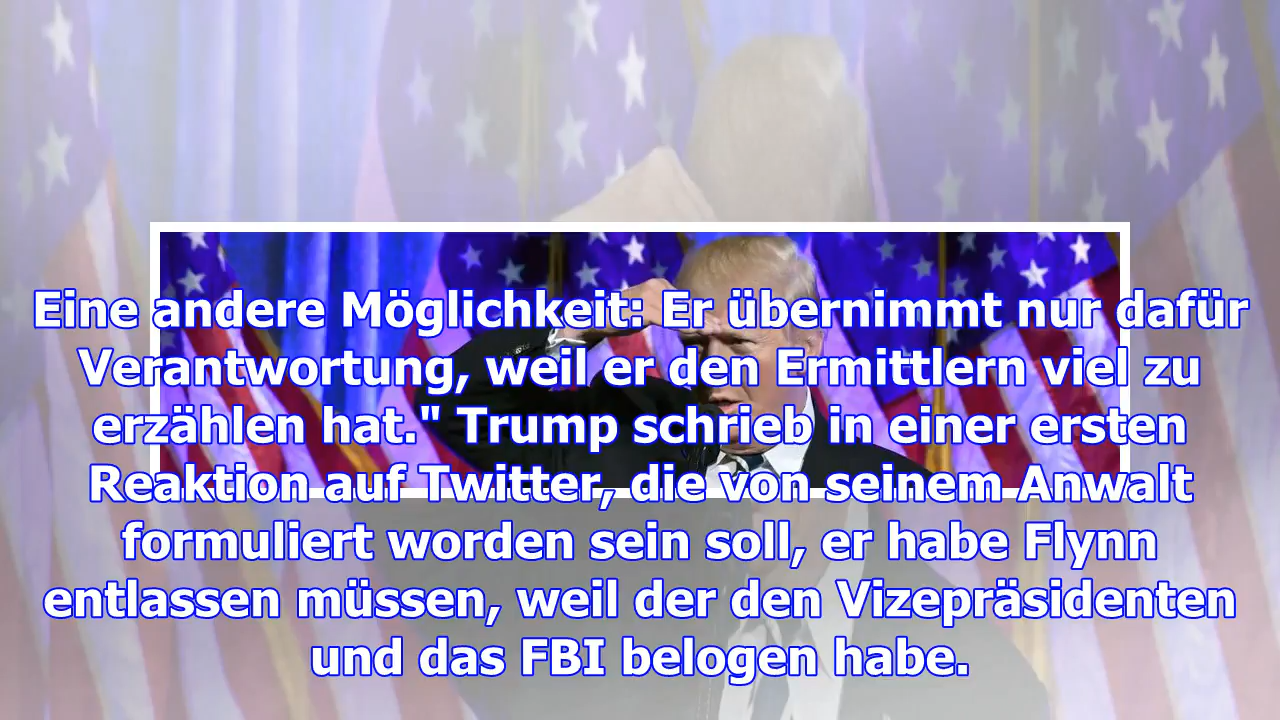 Eine andere Möglichkeit: Er übernimmt nur dafür
Verantwortung, weil er den Ermittlern viel zu
erzählen hat." Trump schrieb in einer ersten
Reaktion auf Twitter, die von seinem Anwalt
formuliert worden sein soll, er habe Flynn
entlassen müssen, weil der den Vizepräsidenten
und das FBI belogen habe.